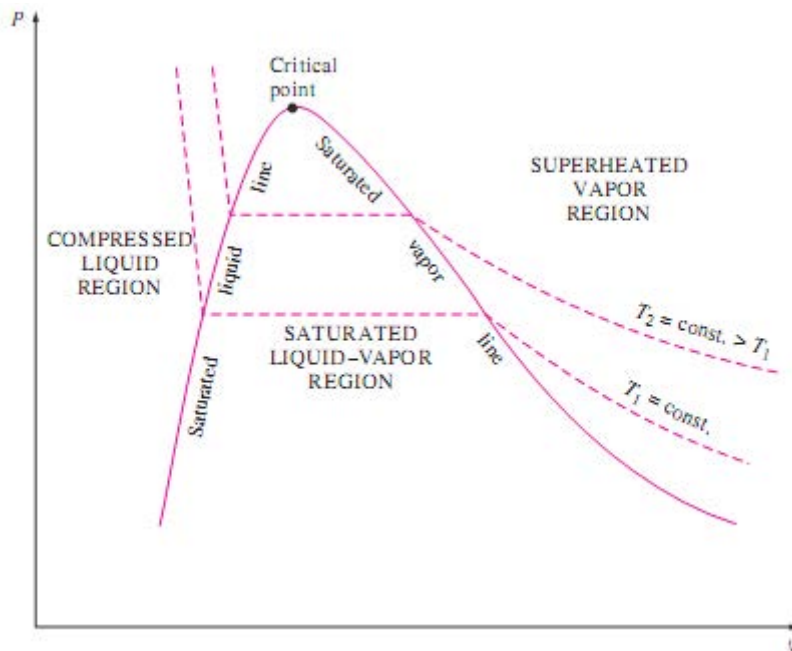 P
Critical
point
Saturated
line
SUPERHEATED
VAPOR
REGION
COMPRESSED
LIQUID
REGION
liquid
vapor
SATURATED
LIQUID–VAPOR
REGION
line
Saturated
T₂ = const. > T₁
T₁ = const.